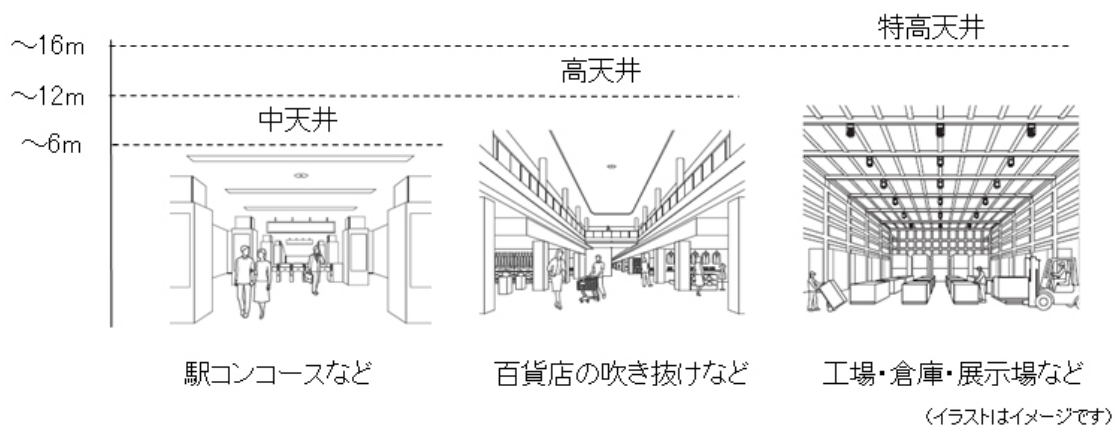 特高天井
～16m
高天井
～12m
中天井
～6m
駅コンコースなど
百貨店の吹き抜けなど
工場・倉庫・展示場など
（イラストはイメージです）